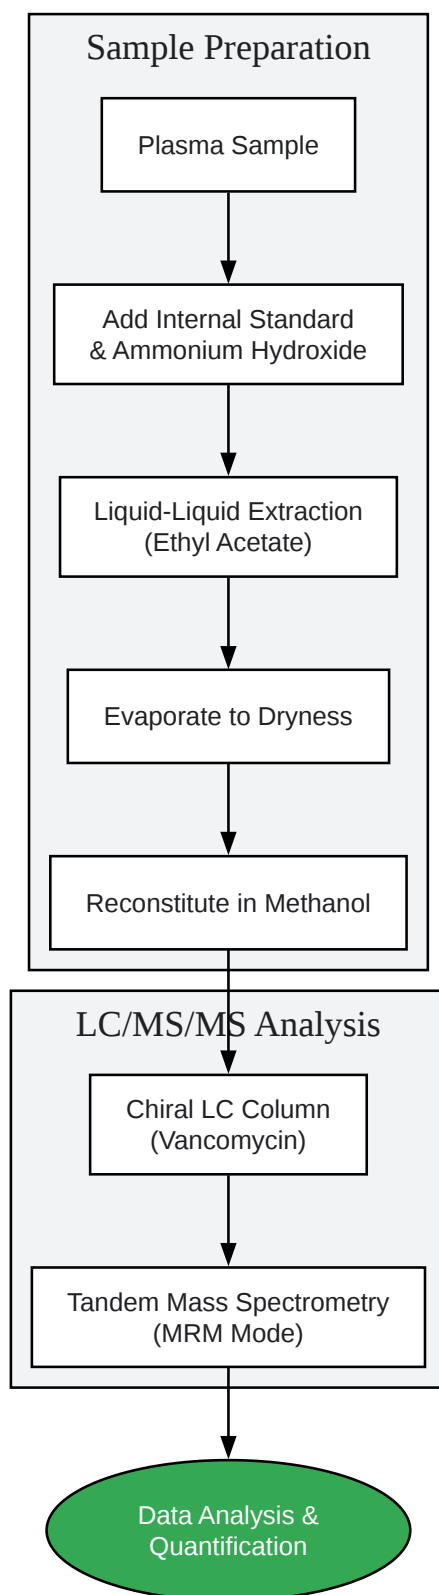 Sample Preparation
Plasma Sample
Add Internal Standard
& Ammonium Hydroxide
Liquid-Liquid Extraction
(Ethyl Acetate)
Evaporate to Dryness
Reconstitute in Methanol
LC/MS/MS Analysis
Chiral LC Column
(Vancomycin)
Tandem Mass Spectrometry
(MRM Mode)
Data Analysis &
Quantification